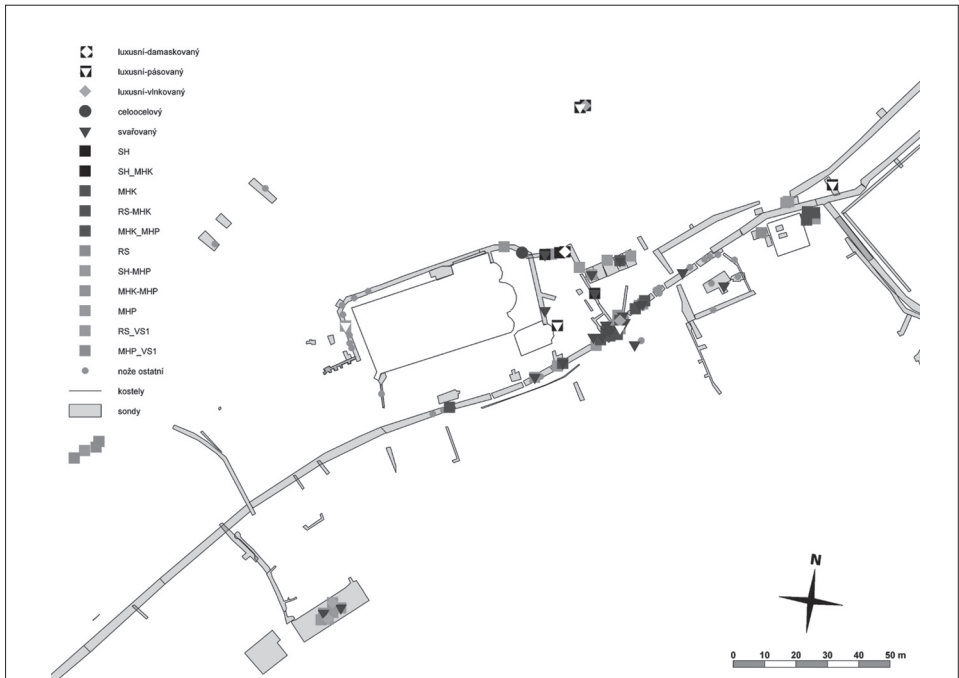 luxusní-damaskovaný
luxusní-pásovaný
luxusní-vlnkovaný
celoocelový
svařovaný
SH
SH_MHK
MHK
RS-MHK
MHK_MHP
RS
SH-MHP
MHK-MHP
MHP
RS_VS1
MHP_VS1
nože ostatní
kostely
sondy
N
0 10 20 30 40 50 m